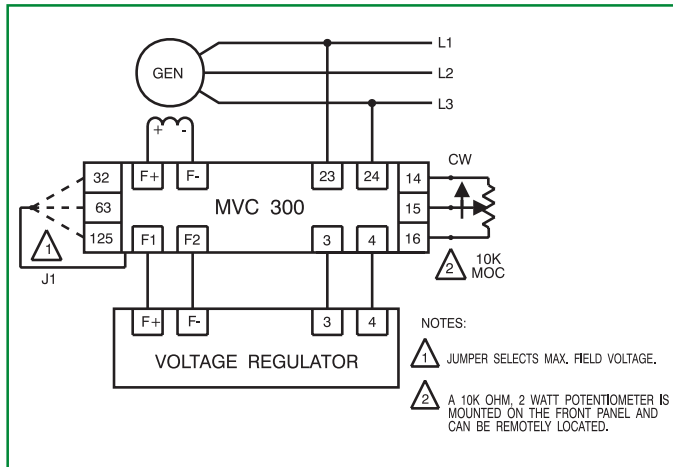 L1
GEN
L2
L3
+ -
CW
32 F+ F- 23 24 14
63 MVC 300 15
125 F1 F2 3 4 16
1
J1
2 10K
MOC
F+ F- 3 4
VOLTAGE REGULATOR
NOTES:
1 JUMPER SELECTS MAX. FIELD VOLTAGE.
2 A 10K OHM, 2 WATT POTENTIOMETER IS
MOUNTED ON THE FRONT PANEL AND
CAN BE REMOTELY LOCATED.